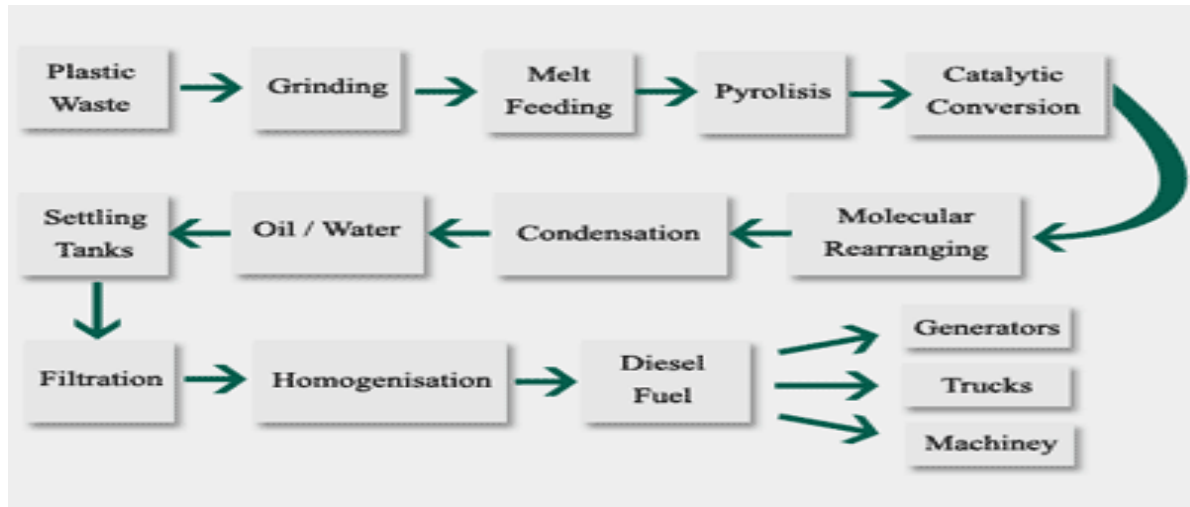 Plastic
Waste
Grinding
Melt
Feeding
Pyrolisis
Catalytic
Conversion
Molecular
Rearranging
Condensation
Oil / Water
Settling
Tanks
Filtration
Homogenisation
Diesel
Fuel
Generators
Trucks
Machiney